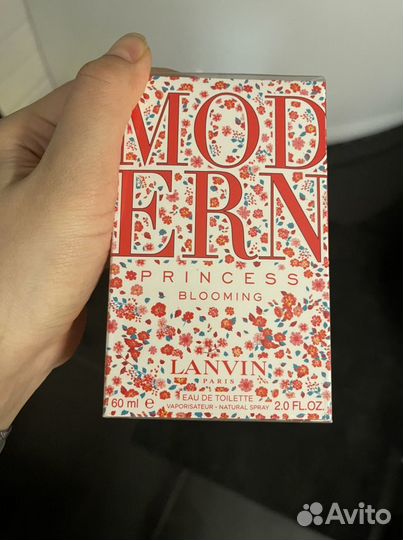 MOD
ERN
PRINCESS
BLOOMING
LANVIN
PARIS
EAU DE TOILETTE
60 ml e VAPORISATEUR - NATURAL SPRAY 2.0 FL.OZ.
Avito